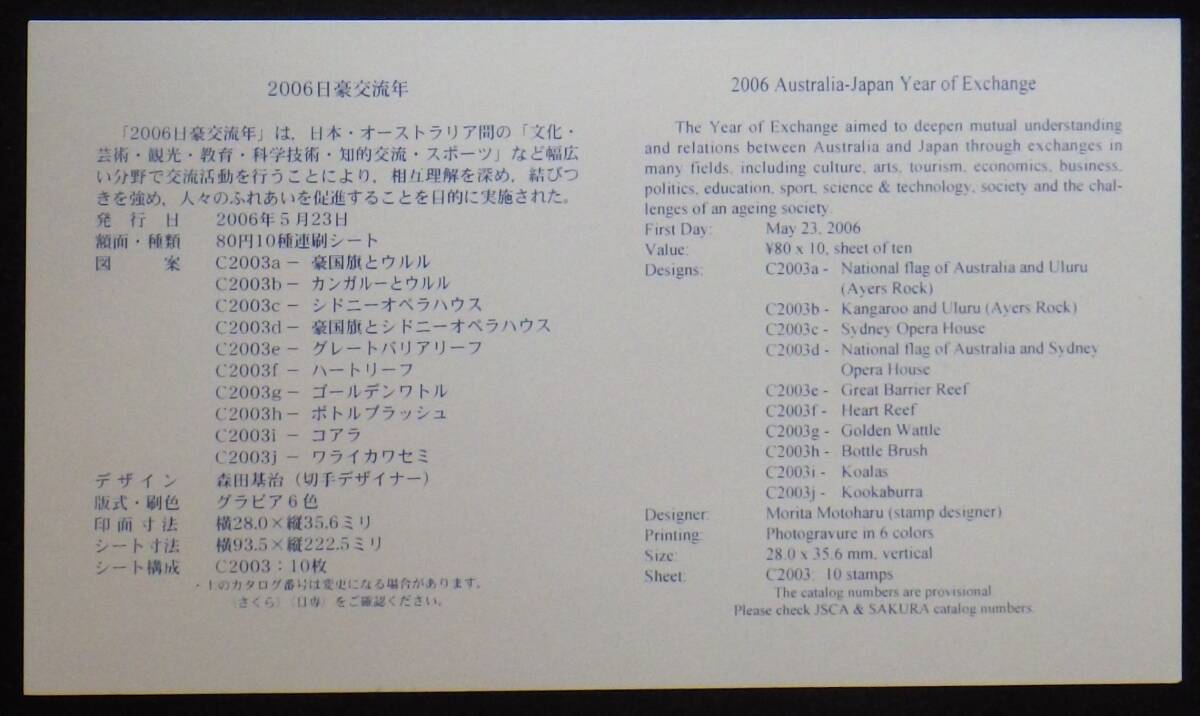 2006日豪交流年
「2006日豪交流年」は，日本・オーストラリア間の「文化・
芸術・観光・教育・科学技術・知的交流・スポーツ」など幅広
い分野で交流活動を行うことにより，相互理解を深め，結びつ
きを強め，人々のふれあいを促進することを目的に実施された。
発行日 2006年5月23日
額面・種類 80円10種連刷シート
図案 C2003a－豪国旗とウルル
C2003b－カンガルーとウルル
C2003c－シドニーオペラハウス
C2003d－豪国旗とシドニーオペラハウス
C2003e－グレートバリアリーフ
C2003f－ハートリーフ
C2003g－ゴールデンワトル
C2003h－ボトルブラッシュ
C2003i－コアラ
C2003j－ワライカワセミ
デザイン 森田基治（切手デザイナー）
版式・刷色 グラビア6色
印面寸法 横28.0×縦35.6ミリ
シート寸法 横93.5×縦222.5ミリ
シート構成 C2003：10枚
・上のカタログ番号は変更になる場合があります。
〈さくら〉〈日専〉をご確認ください。
2006 Australia-Japan Year of Exchange
The Year of Exchange aimed to deepen mutual understanding
and relations between Australia and Japan through exchanges in
many fields, including culture, arts, tourism, economics, business,
politics, education, sport, science & technology, society and the chal-
lenges of an ageing society.
First Day: May 23, 2006
Value: ¥80 x 10, sheet of ten
Designs: C2003a - National flag of Australia and Uluru
(Ayers Rock)
C2003b - Kangaroo and Uluru (Ayers Rock)
C2003c - Sydney Opera House
C2003d - National flag of Australia and Sydney
Opera House
C2003e - Great Barrier Reef
C2003f - Heart Reef
C2003g - Golden Wattle
C2003h - Bottle Brush
C2003i - Koalas
C2003j - Kookaburra
Designer: Morita Motoharu (stamp designer)
Printing: Photogravure in 6 colors
Size: 28.0 x 35.6 mm, vertical
Sheet: C2003: 10 stamps
The catalog numbers are provisional.
Please check JSCA & SAKURA catalog numbers.